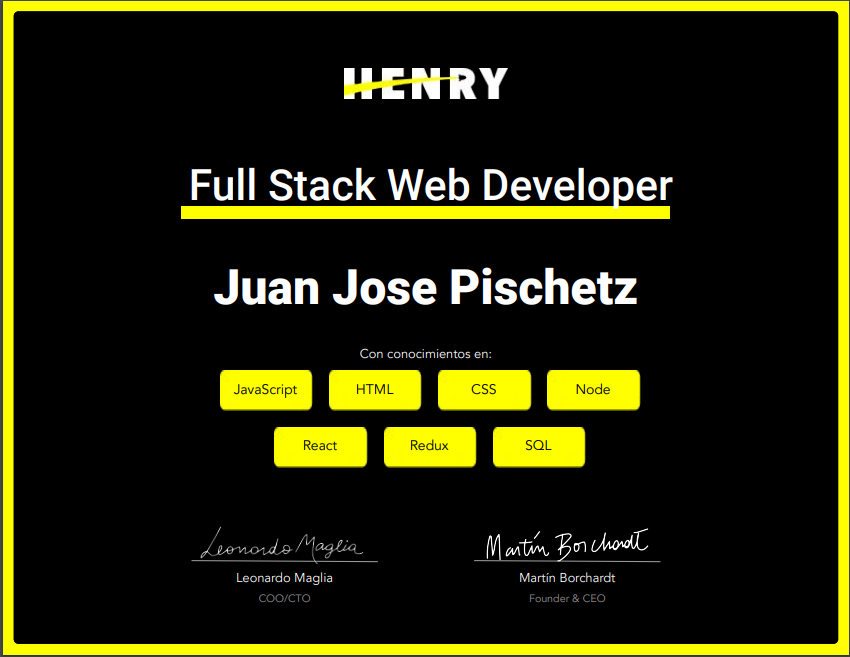 HENRY
Full Stack Web Developer
Juan Jose Pischetz
Con conocimientos en:
JavaScript HTML CSS Node
React Redux SQL
Leonardo Maglia Martín Borchardt
Leonardo Maglia Martín Borchardt
COO/CTO Founder & CEO